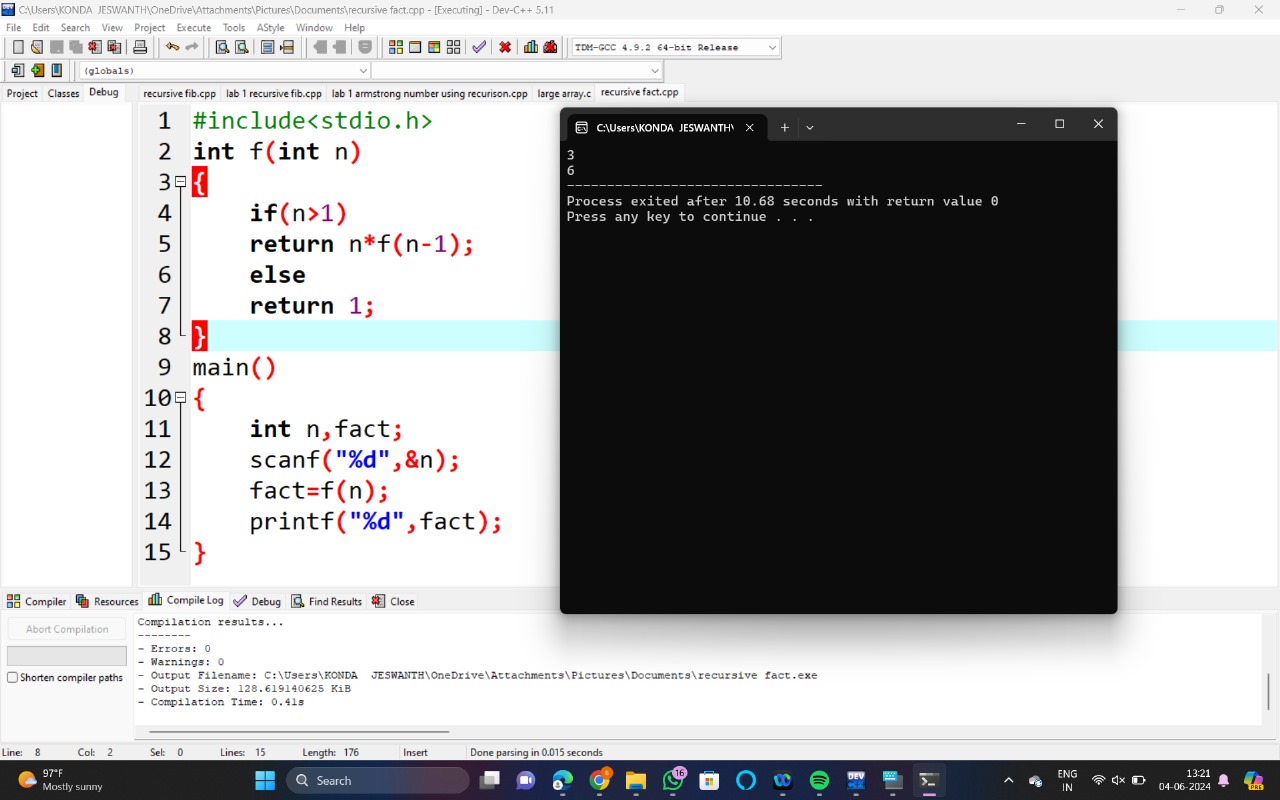 C:\Users\KONDA JESWANTH\OneDrive\Attachments\Pictures\Documents\recursive fact.cpp - [Executing] - Dev-C++ 5.11
File Edit Search View Project Execute Tools AStyle Window Help
TDM-GCC 4.9.2 64-bit Release
(globals)
Project Classes Debug
recursive fib.cpp lab 1 recursive fib.cpp lab 1 armstrong number using recurison.cpp large array.c recursive fact.cpp
1 #include<stdio.h>
2 int f(int n)
3 {
4 if(n>1)
5 return n*f(n-1);
6 else
7 return 1;
8 }
9 main()
10 {
11 int n,fact;
12 scanf("%d",&n);
13 fact=f(n);
14 printf("%d",fact);
15 }
C:\Users\KONDA JESWANTH\
3
6
--------------------------------
Process exited after 10.68 seconds with return value 0
Press any key to continue . . .
Compiler Resources Compile Log Debug Find Results Close
Abort Compilation
Shorten compiler paths
Compilation results...
--------
- Errors: 0
- Warnings: 0
- Output Filename: C:\Users\KONDA JESWANTH\OneDrive\Attachments\Pictures\Documents\recursive fact.exe
- Output Size: 128.619140625 KiB
- Compilation Time: 0.41s
Line: 8 Col: 2 Sel: 0 Lines: 15 Length: 176 Insert Done parsing in 0.015 seconds
97°F
Mostly sunny
Search
16
DEV
ENG
IN
13:21
04-06-2024
PRE